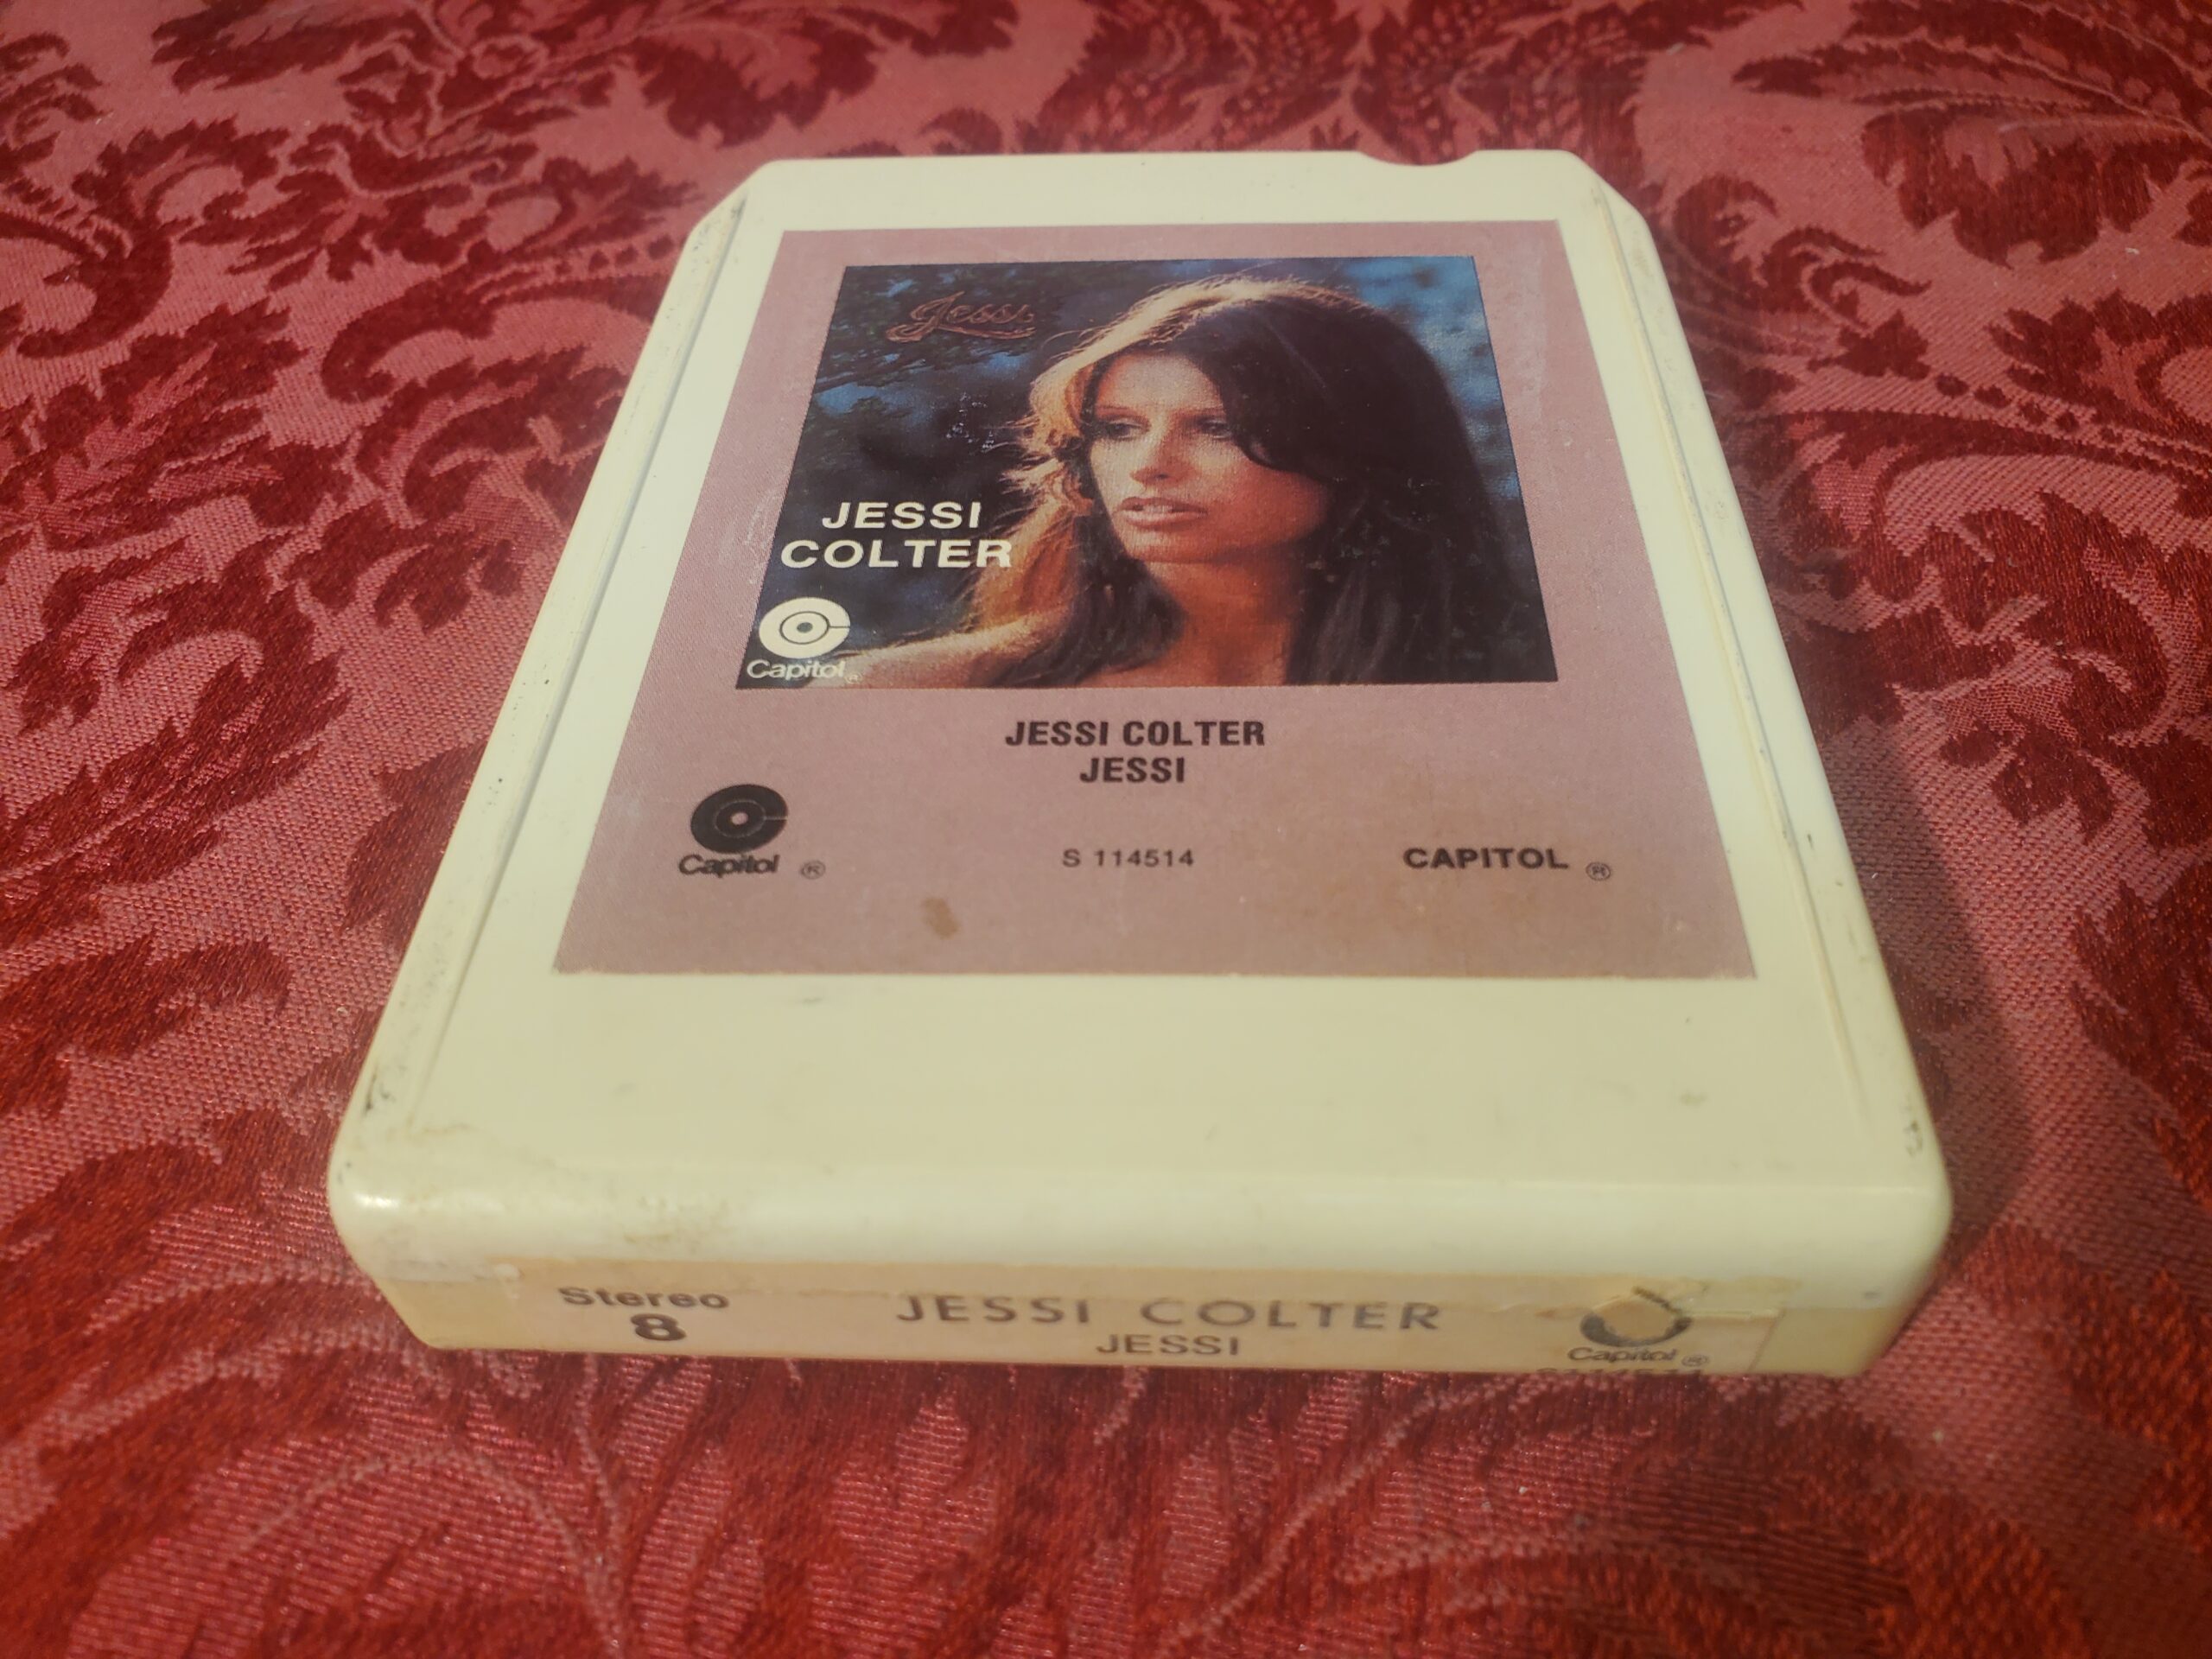 Jessi
JESSI
COLTER
Capitol
JESSI COLTER
JESSI
Capitol ®
S 114514
CAPITOL ®
Stereo
8
JESSI COLTER
JESSI
Capitol ®